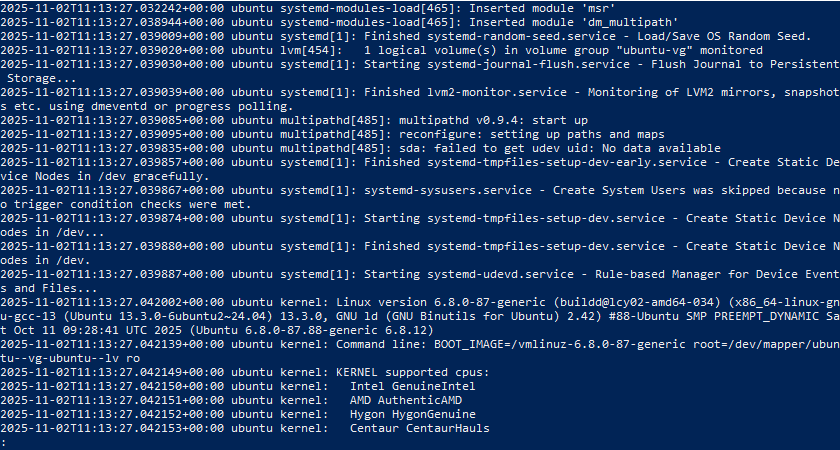 2025-11-02T11:13:27.032242+00:00 ubuntu systemd-modules-load[465]: Inserted module 'msr'
2025-11-02T11:13:27.038944+00:00 ubuntu systemd-modules-load[465]: Inserted module 'dm_multipath'
2025-11-02T11:13:27.039009+00:00 ubuntu systemd[1]: Finished systemd-random-seed.service - Load/Save OS Random Seed.
2025-11-02T11:13:27.039020+00:00 ubuntu lvm[454]:   1 logical volume(s) in volume group "ubuntu-vg" monitored
2025-11-02T11:13:27.039030+00:00 ubuntu systemd[1]: Starting systemd-journal-flush.service - Flush Journal to Persistent
 Storage...
2025-11-02T11:13:27.039039+00:00 ubuntu systemd[1]: Finished lvm2-monitor.service - Monitoring of LVM2 mirrors, snapshot
s etc. using dmeventd or progress polling.
2025-11-02T11:13:27.039085+00:00 ubuntu multipathd[485]: multipathd v0.9.4: start up
2025-11-02T11:13:27.039095+00:00 ubuntu multipathd[485]: reconfigure: setting up paths and maps
2025-11-02T11:13:27.039835+00:00 ubuntu multipathd[485]: sda: failed to get udev uid: No data available
2025-11-02T11:13:27.039857+00:00 ubuntu systemd[1]: Finished systemd-tmpfiles-setup-dev-early.service - Create Static De
vice Nodes in /dev gracefully.
2025-11-02T11:13:27.039867+00:00 ubuntu systemd[1]: systemd-sysusers.service - Create System Users was skipped because n
o trigger condition checks were met.
2025-11-02T11:13:27.039874+00:00 ubuntu systemd[1]: Starting systemd-tmpfiles-setup-dev.service - Create Static Device N
odes in /dev...
2025-11-02T11:13:27.039880+00:00 ubuntu systemd[1]: Finished systemd-tmpfiles-setup-dev.service - Create Static Device N
odes in /dev.
2025-11-02T11:13:27.039887+00:00 ubuntu systemd[1]: Starting systemd-udevd.service - Rule-based Manager for Device Event
s and Files...
2025-11-02T11:13:27.042002+00:00 ubuntu kernel: Linux version 6.8.0-87-generic (buildd@lcy02-amd64-034) (x86_64-linux-gn
u-gcc-13 (Ubuntu 13.3.0-6ubuntu2~24.04) 13.3.0, GNU ld (GNU Binutils for Ubuntu) 2.42) #88-Ubuntu SMP PREEMPT_DYNAMIC Sa
t Oct 11 09:28:41 UTC 2025 (Ubuntu 6.8.0-87.88-generic 6.8.12)
2025-11-02T11:13:27.042139+00:00 ubuntu kernel: Command line: BOOT_IMAGE=/vmlinuz-6.8.0-87-generic root=/dev/mapper/ubun
tu--vg-ubuntu--lv ro
2025-11-02T11:13:27.042149+00:00 ubuntu kernel: KERNEL supported cpus:
2025-11-02T11:13:27.042150+00:00 ubuntu kernel:   Intel GenuineIntel
2025-11-02T11:13:27.042151+00:00 ubuntu kernel:   AMD AuthenticAMD
2025-11-02T11:13:27.042152+00:00 ubuntu kernel:   Hygon HygonGenuine
2025-11-02T11:13:27.042153+00:00 ubuntu kernel:   Centaur CentaurHauls
: